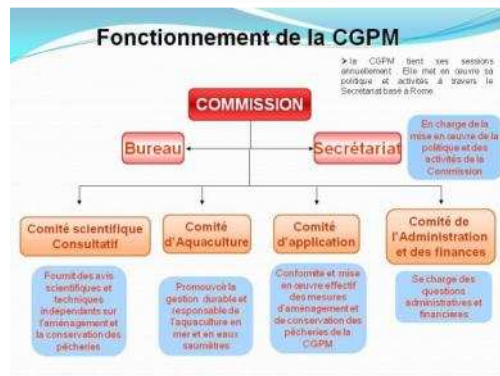 Fonctionnement de la CGPM
➤ la CGPM tient ses sessions
annuellement . Elle met en œuvre sa
politique et activités à travers le
Secrétariat basé à Rome.
COMMISSION
Bureau
Secrétariat
En charge de la
mise en œuvre de la
politique et des
activités de la
Commission
Comité scientifique
Consultatif
Comité
d'Aquaculture
Comité
d'application
Comité de
l'Administration
et des finances
Fournit des avis
scientifiques et
techniques
indépendants sur
l'aménagement et
la conservation des
pêcheries
Promouvoir la
gestion durable et
responsable de
l'aquaculture en
mer et en eaux
saumâtres
Conformite et mise
en œuvre effectif
des mesures
d'aménagement et
de conservation des
pêcheries de la
CGPM
Se charge des
questions
administratives et
financières